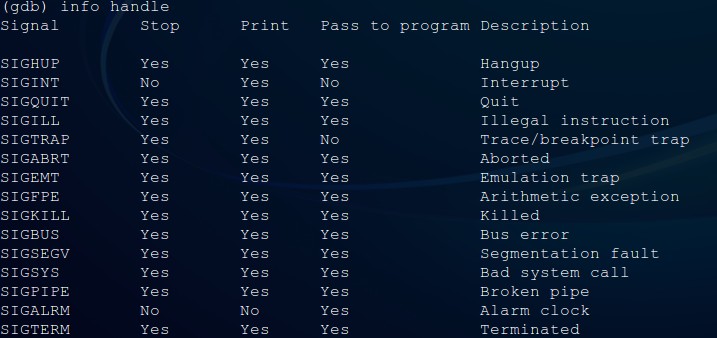 (gdb) info handle
Signal Stop Print Pass to program Description
SIGHUP Yes Yes Yes Hangup
SIGINT No Yes No Interrupt
SIGQUIT Yes Yes Yes Quit
SIGILL Yes Yes Yes Illegal instruction
SIGTRAP Yes Yes No Trace/breakpoint trap
SIGABRT Yes Yes Yes Aborted
SIGEMT Yes Yes Yes Emulation trap
SIGFPE Yes Yes Yes Arithmetic exception
SIGKILL Yes Yes Yes Killed
SIGBUS Yes Yes Yes Bus error
SIGSEGV Yes Yes Yes Segmentation fault
SIGSYS Yes Yes Yes Bad system call
SIGPIPE Yes Yes Yes Broken pipe
SIGALRM No No Yes Alarm clock
SIGTERM Yes Yes Yes Terminated